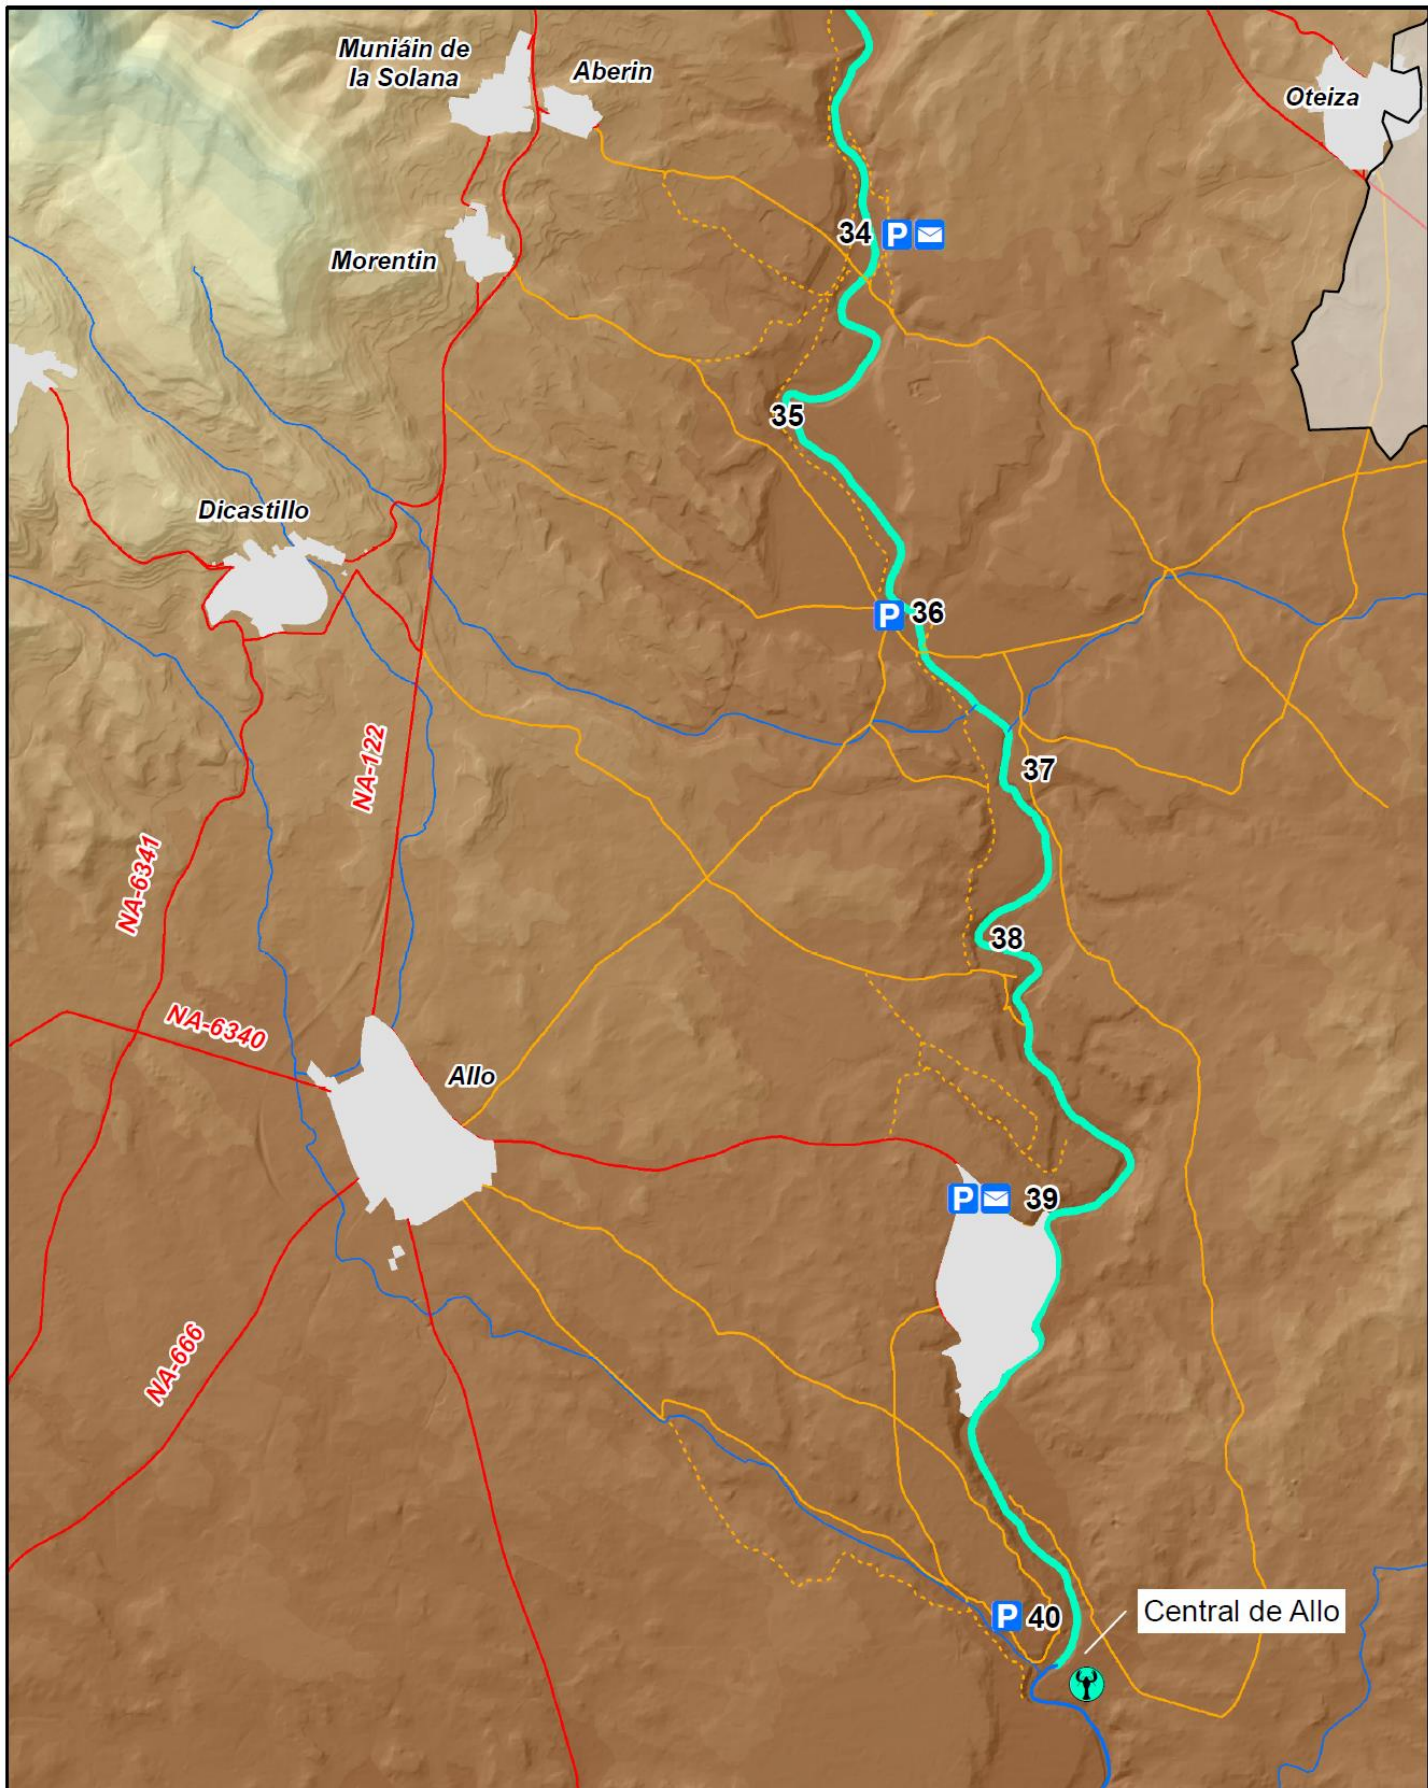 Muniáin de
la Solana
Aberin
Oteiza
34
P
Morentin
35
Dicastillo
P
36
NA-122
37
NA-6341
38
NA-6340
Allo
P
39
NA-666
P
40
Central de Allo